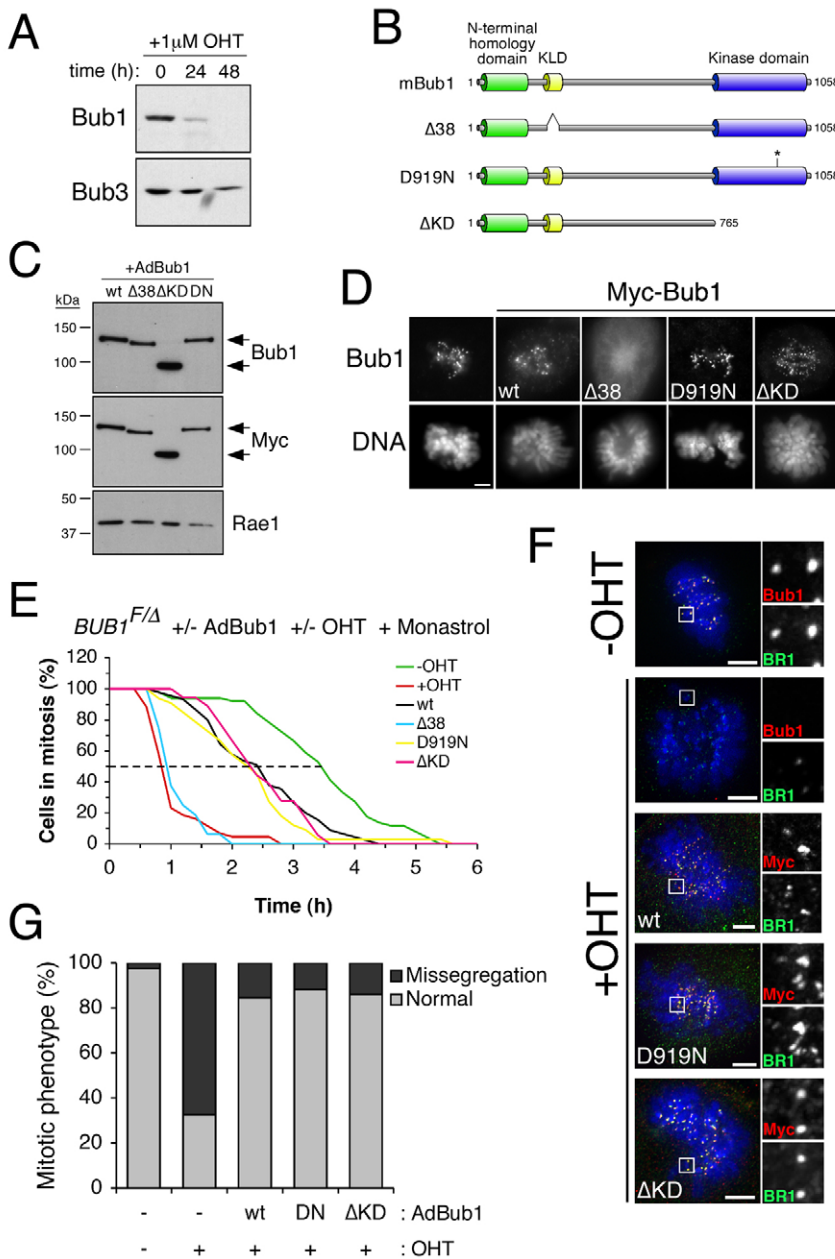 A
+1µM OHT
time (h): 0 24 48
Bub1
Bub3
B
N-terminal
homology
domain
KLD
Kinase domain
mBub1 1 1058
Δ38 1 1058
*
D919N 1 1058
ΔKD 1 765
C
+AdBub1
kDa
wt Δ38 ΔKD DN
150
100
Bub1
150
100
Myc
50
37
Rae1
D
Myc-Bub1
Bub1
wt Δ38 D919N ΔKD
DNA
E
BUB1F/Δ +/- AdBub1 +/- OHT + Monastrol
Cells in mitosis (%)
120
100
80
60
40
20
0
0 1 2 3 4 5 6
Time (h)
-OHT
+OHT
wt
Δ38
D919N
ΔKD
F
-OHT
Bub1
BR1
+OHT
Bub1
BR1
wt
Myc
BR1
D919N
Myc
BR1
ΔKD
Myc
BR1
G
Mitotic phenotype (%)
100
80
60
40
20
0
Missegregation
Normal
- - wt DN ΔKD : AdBub1
- + + + + : OHT